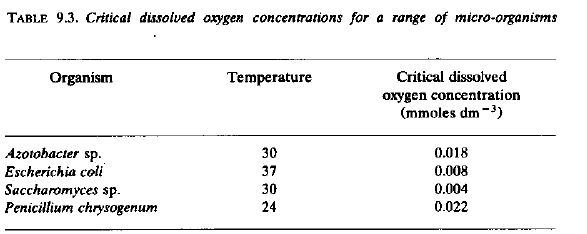 TABLE 9.3. Critical dissolved oxygen concentrations for a range of micro-organisms
Organism Temperature Critical dissolved
oxygen concentration
(mmoles dm⁻³)
Azotobacter sp. 30 0.018
Escherichia coli 37 0.008
Saccharomyces sp. 30 0.004
Penicillium chrysogenum 24 0.022